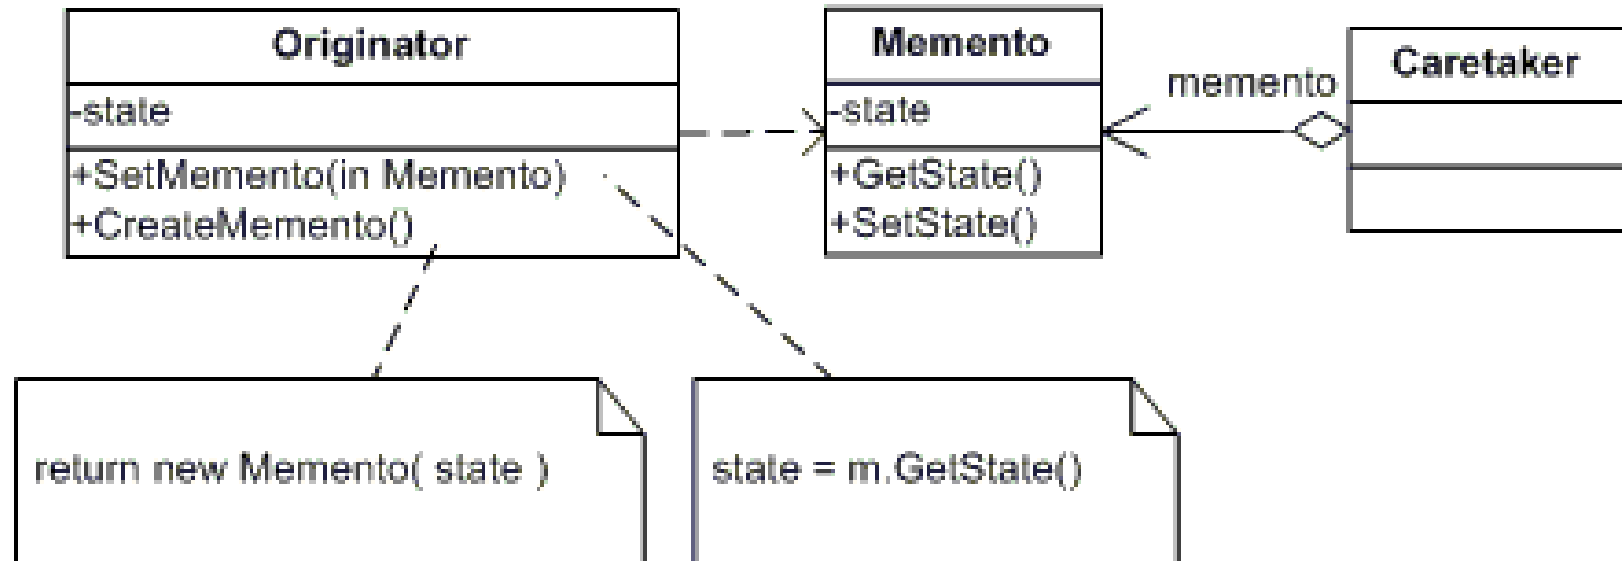 Originator
-state
+SetMemento(in Memento)
+CreateMemento()
Memento
-state
+GetState()
+SetState()
memento
Caretaker
return new Memento( state )
state = m.GetState()